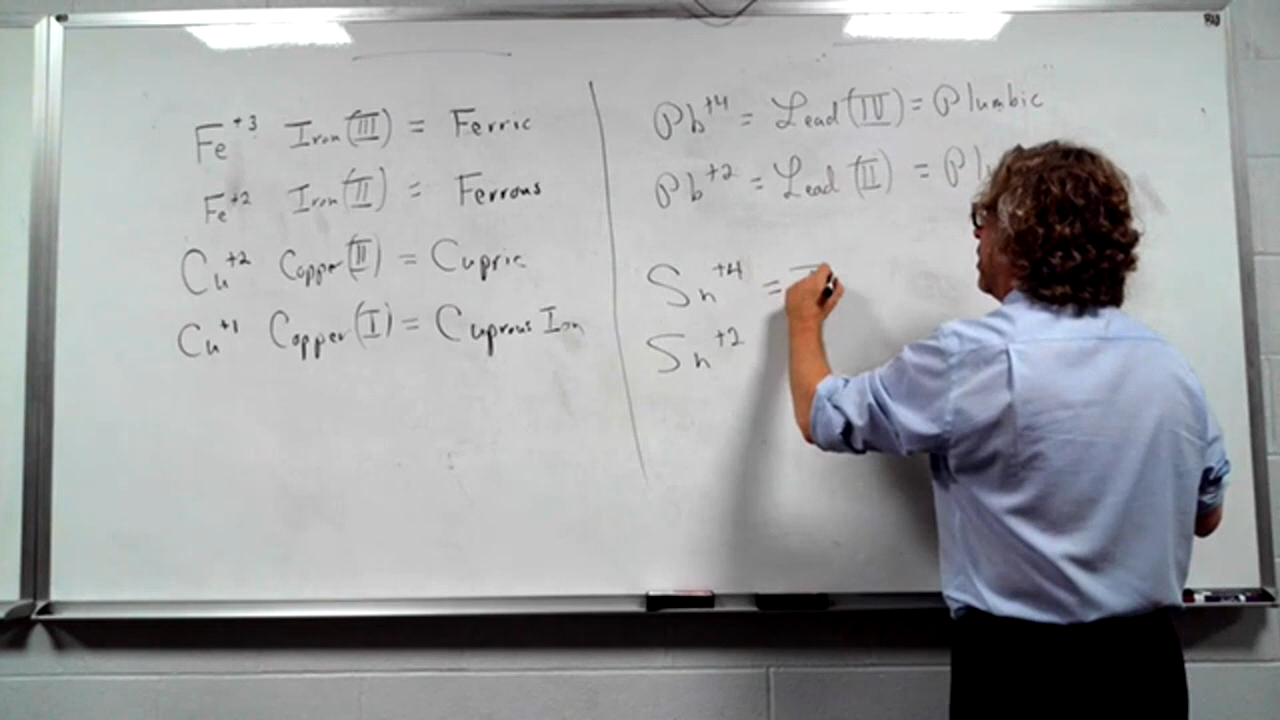 Fe+3 Iron (III) = Ferric
Fe+2 Iron (II) = Ferrous
Cu+2 Copper (II) = Cupric
Cu+1 Copper (I) = Cuprous Ion
Pb+4 = Lead (IV) = Plumbic
Pb+2 = Lead (II) = Pl
Sn+4 = T
Sn+2